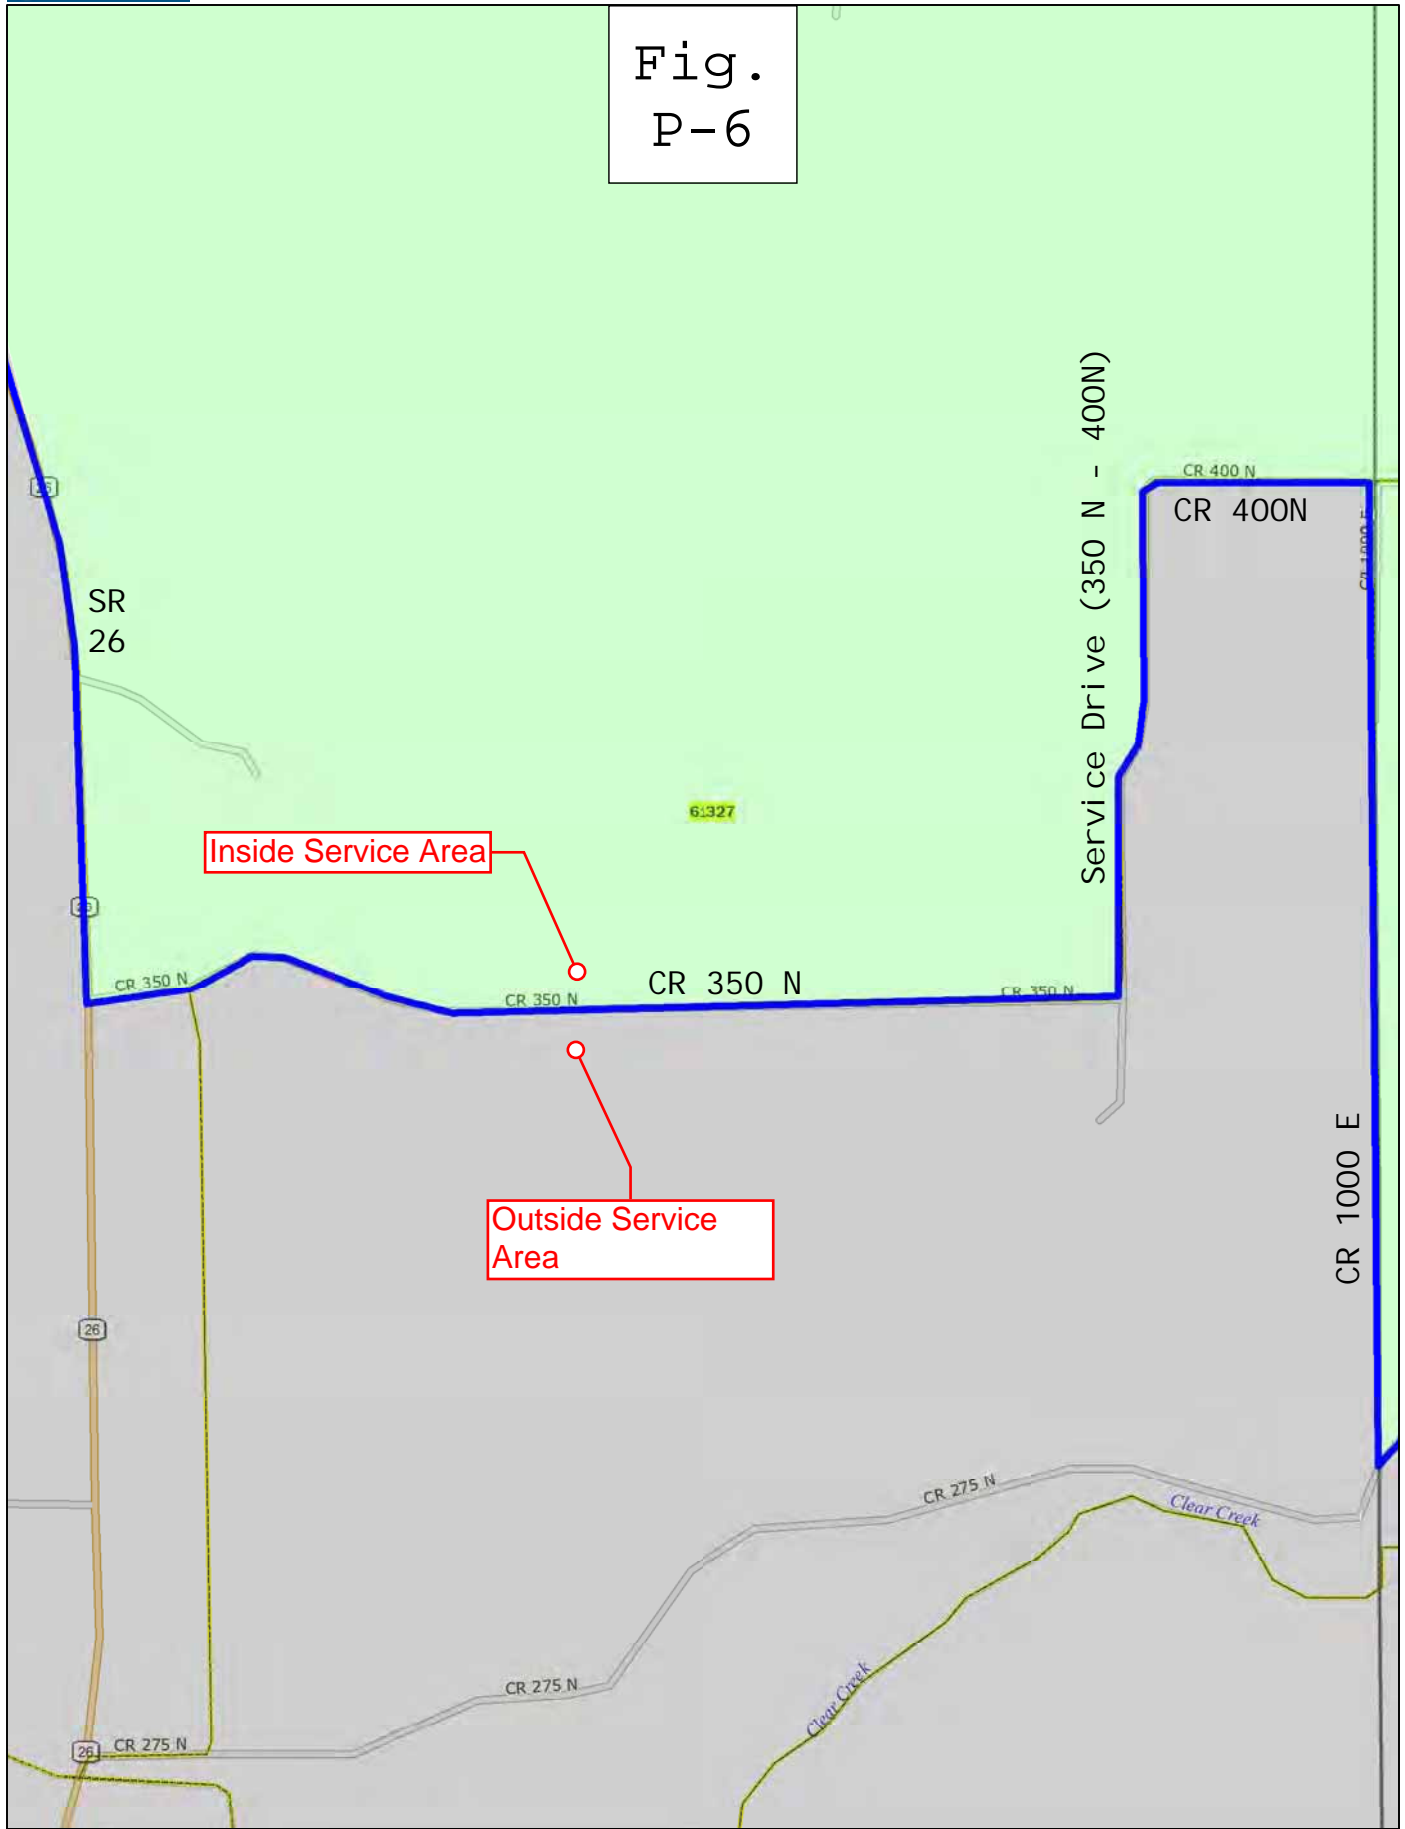 Fig.
P-6
Service Drive (350 N - 400N)
CR 400 N
CR 400N
26
SR
26
61327
Inside Service Area
26
CR 350 N
CR 350 N
CR 350 N
CR 350 N
Outside Service
Area
CR 1000 E
26
CR 275 N
Clear Creek
CR 275 N
Clear Creek
26
CR 275 N